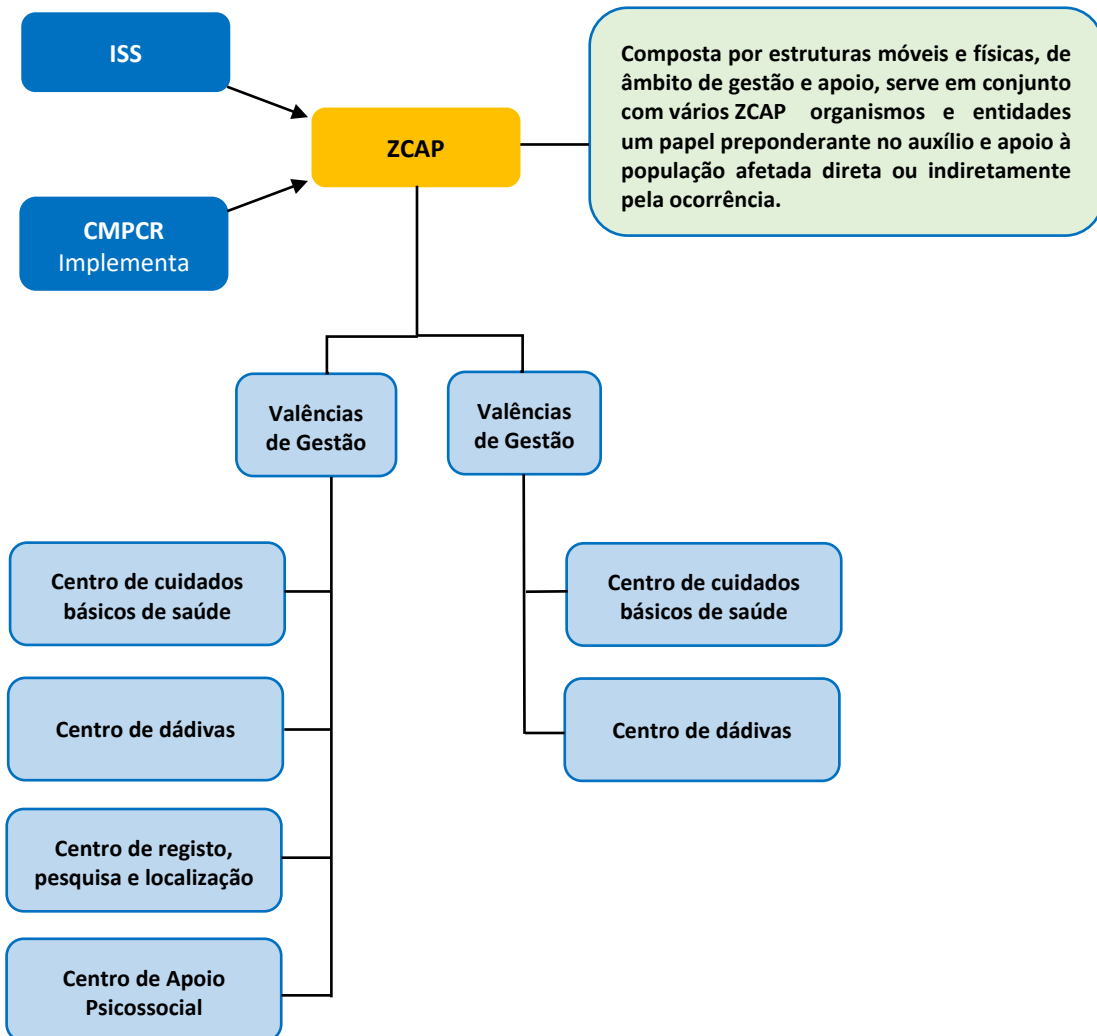 ISS
Composta por estruturas móveis e físicas, de
âmbito de gestão e apoio, serve em conjunto
com vários ZCAP organismos e entidades
um papel preponderante no auxílio e apoio à
população afetada direta ou indiretamente
pela ocorrência.
ZCAP
CMPCR
Implementa
Valências
de Gestão
Valências
de Gestão
Centro de cuidados
básicos de saúde
Centro de cuidados
básicos de saúde
Centro de dádivas
Centro de dádivas
Centro de registo,
pesquisa e localização
Centro de Apoio
Psicossocial